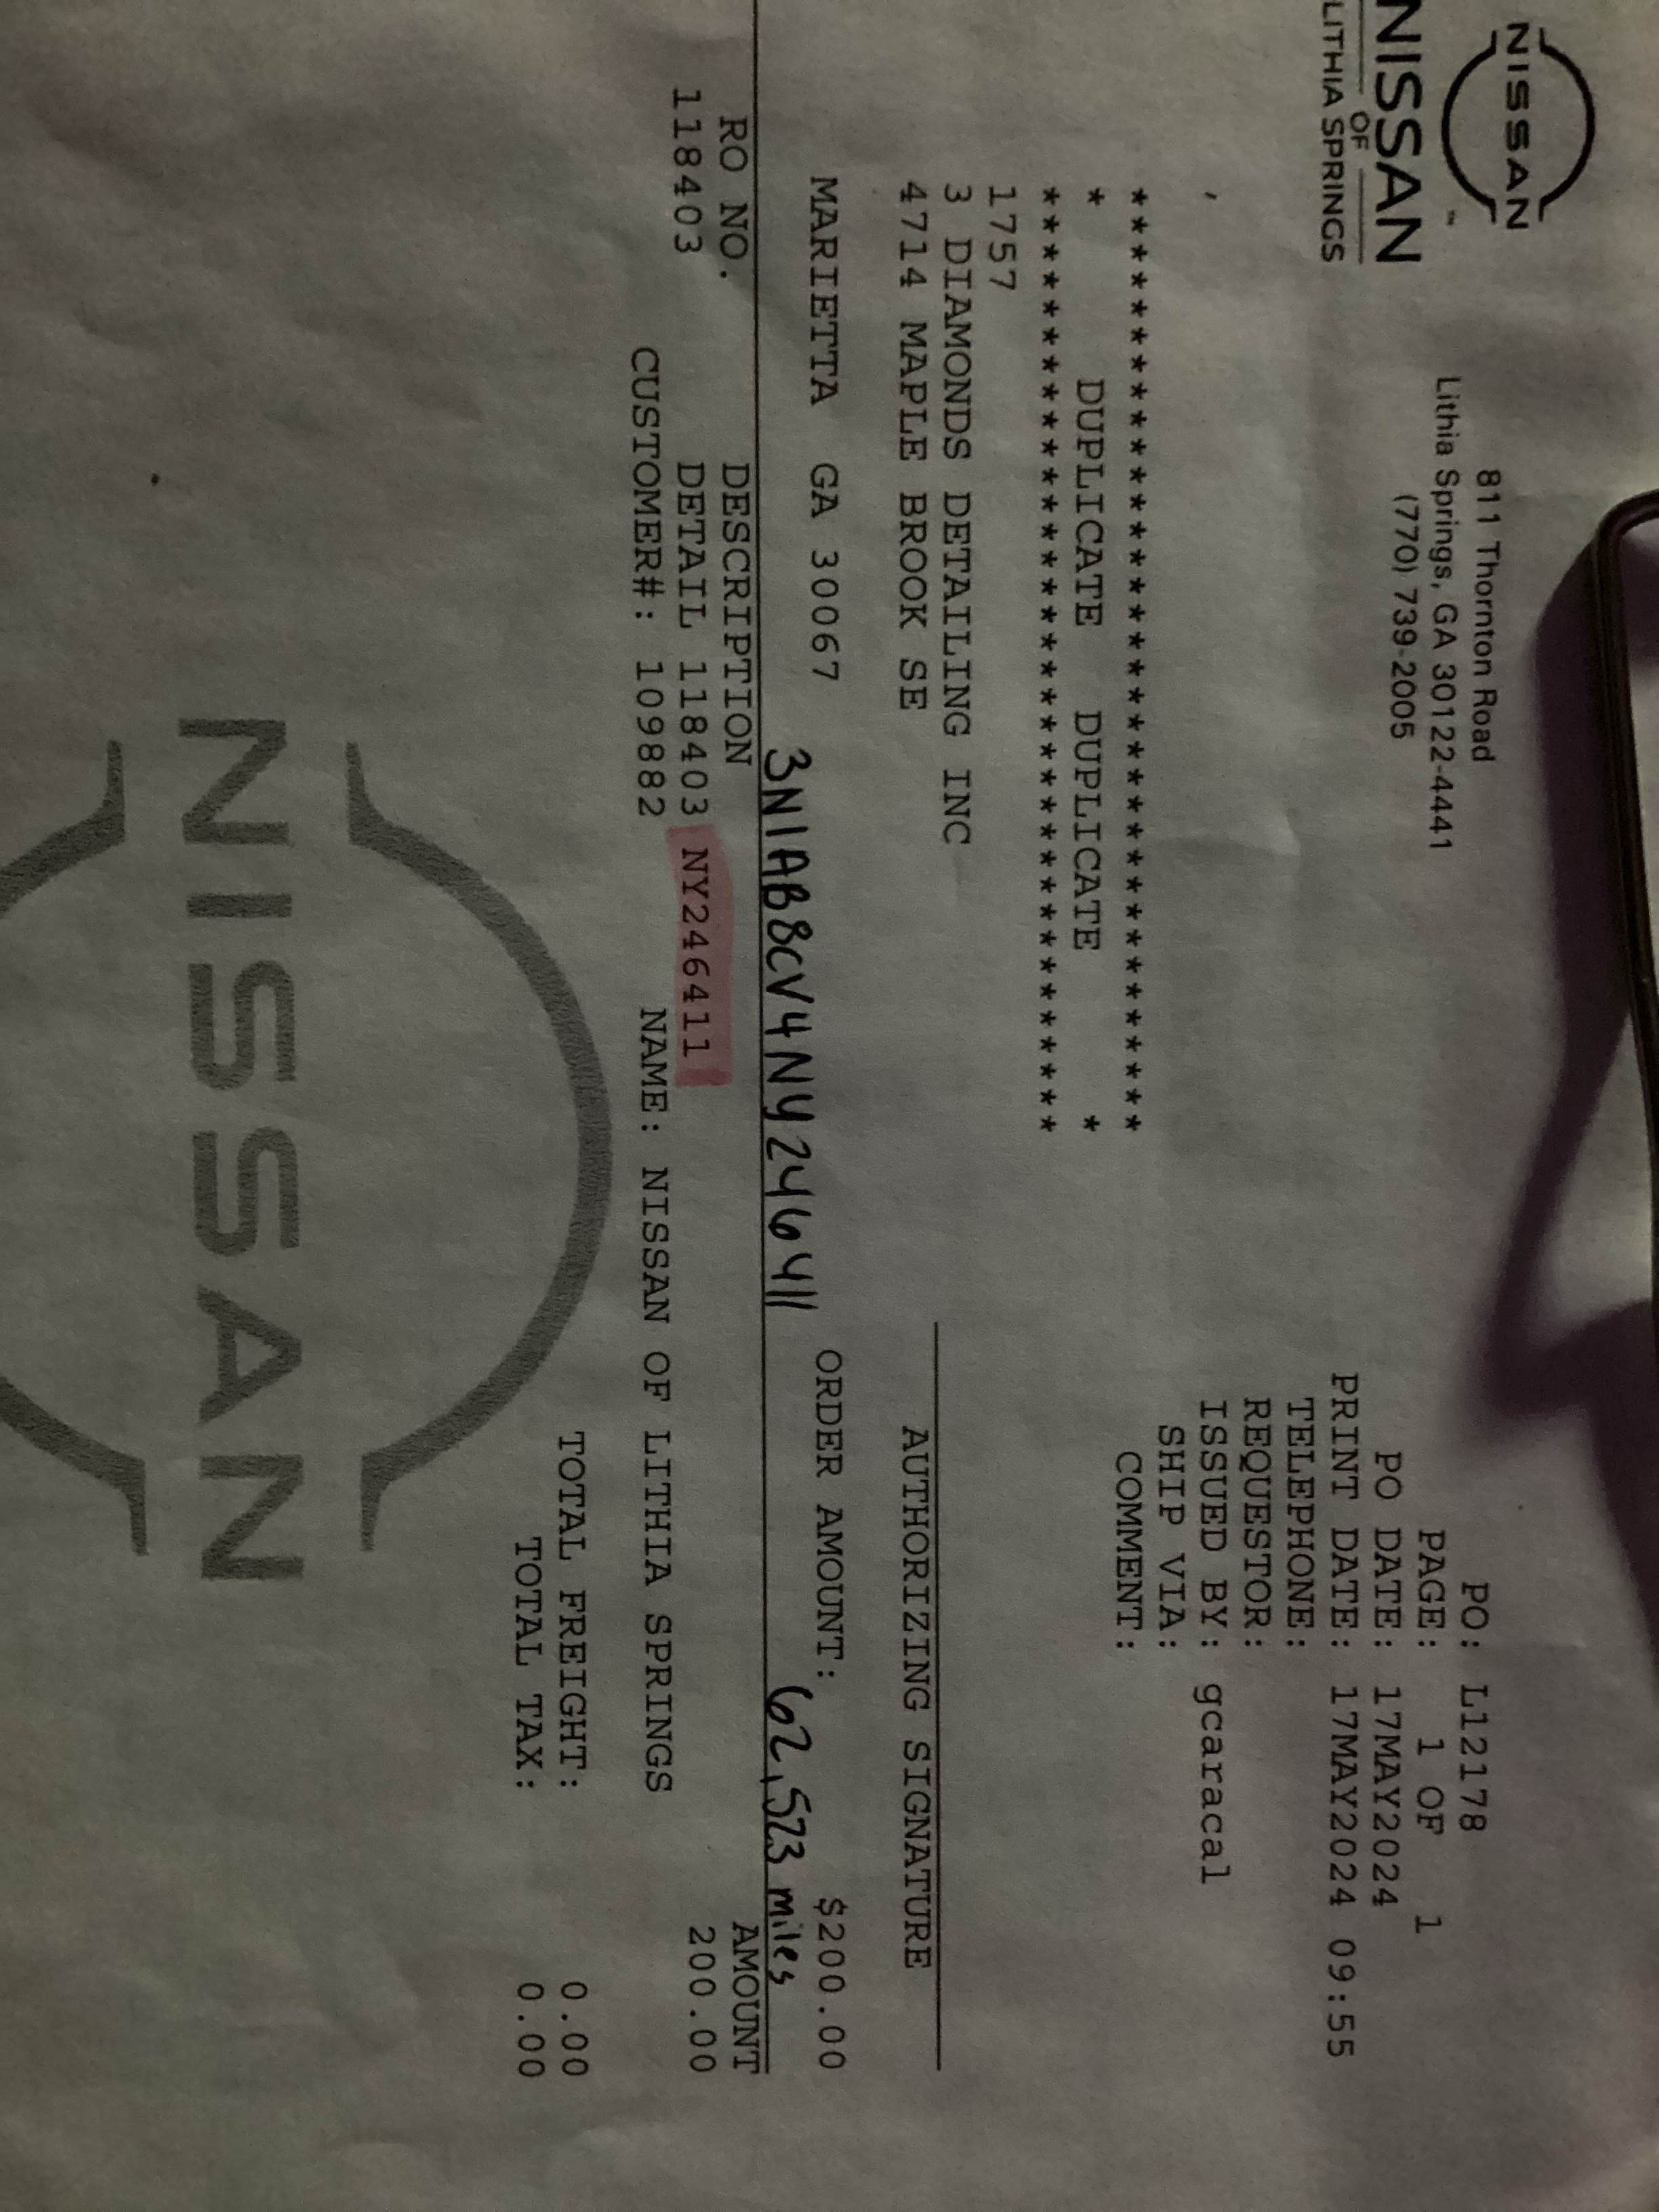 NISSAN
NISSAN
OF
LITHIA SPRINGS
811 Thornton Road
Lithia Springs, GA 30122-4441
(770) 739-2005
PO: L12178
PAGE: 1 OF 1
PO DATE: 17MAY2024
PRINT DATE: 17MAY2024 09:55
TELEPHONE:
REQUESTOR:
ISSUED BY: gcaracal
SHIP VIA:
COMMENT:
***********************************
* DUPLICATE DUPLICATE *
***********************************
1757
3 DIAMONDS DETAILING INC
4714 MAPLE BROOK SE
MARIETTA GA 30067
AUTHORIZING SIGNATURE
ORDER AMOUNT: $200.00
3N1AB8CV4NY246411
62,523 miles
RO NO. DESCRIPTION AMOUNT
118403 DETAIL 118403 NY246411 200.00
CUSTOMER#: 109882 NAME: NISSAN OF LITHIA SPRINGS
TOTAL FREIGHT: 0.00
TOTAL TAX: 0.00
NISSAN